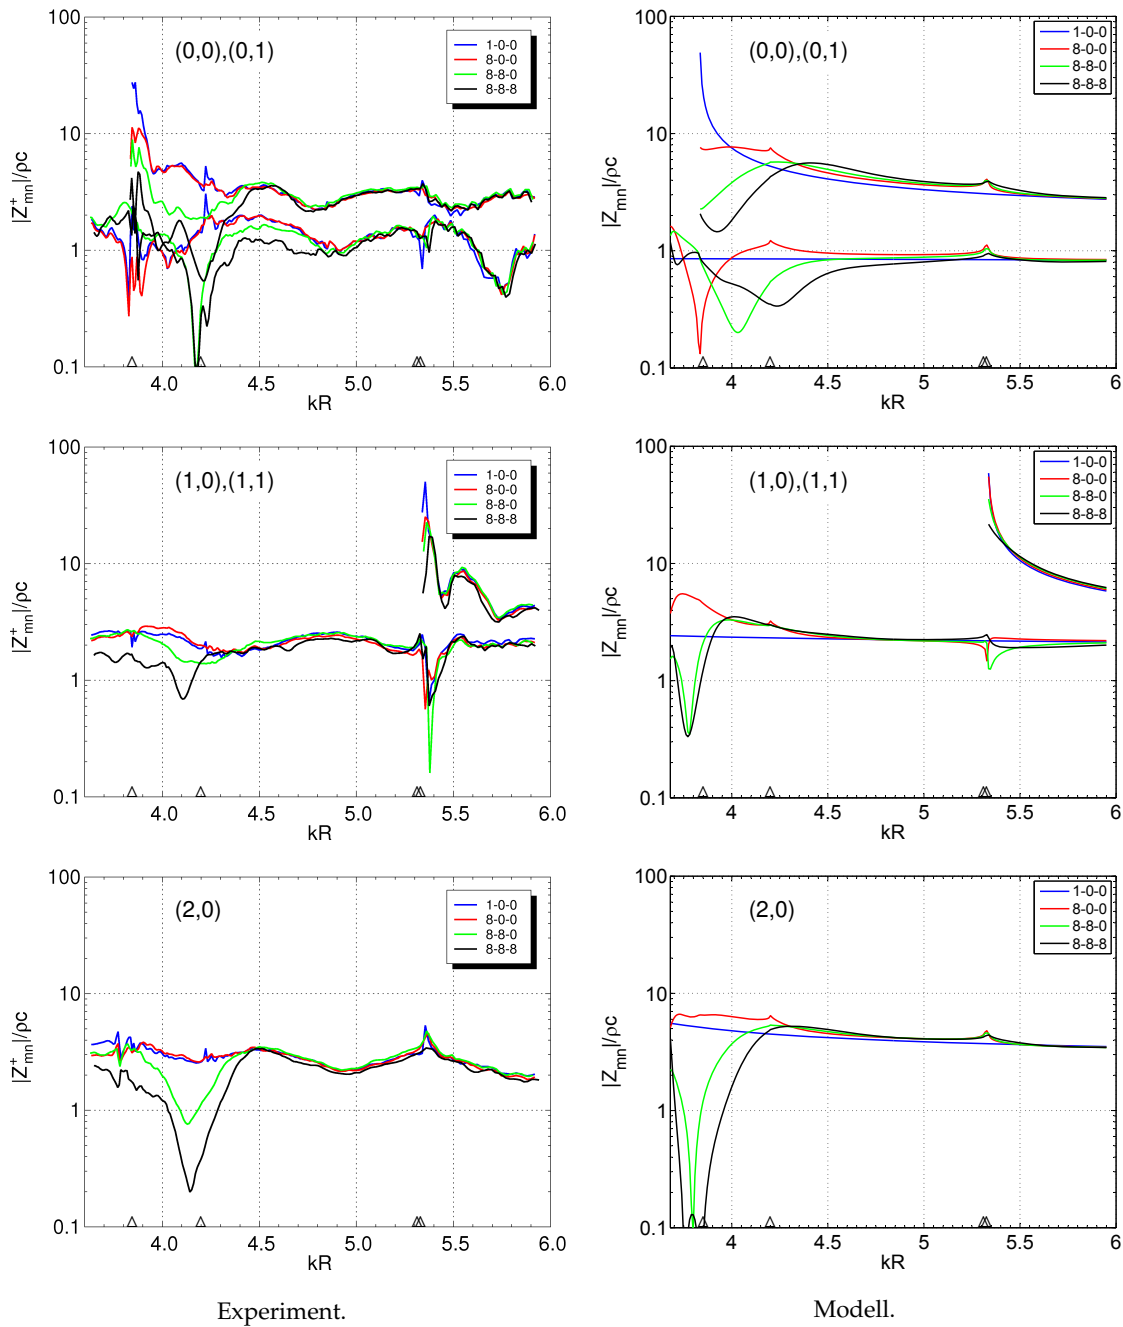 100
10
1
0.1
|Z⁺mn|/ρc
(0,0),(0,1)
1-0-0
8-0-0
8-8-0
8-8-8
4.0 4.5 5.0 5.5 6.0
kR
100
10
1
0.1
|Zmn|/ρc
(0,0),(0,1)
1-0-0
8-0-0
8-8-0
8-8-8
4 4.5 5 5.5 6
kR
100
10
1
0.1
|Z⁺mn|/ρc
(1,0),(1,1)
1-0-0
8-0-0
8-8-0
8-8-8
4.0 4.5 5.0 5.5 6.0
kR
100
10
1
0.1
|Zmn|/ρc
(1,0),(1,1)
1-0-0
8-0-0
8-8-0
8-8-8
4 4.5 5 5.5 6
kR
100
10
1
0.1
|Z⁺mn|/ρc
(2,0)
1-0-0
8-0-0
8-8-0
8-8-8
4.0 4.5 5.0 5.5 6.0
kR
100
10
1
0.1
|Zmn|/ρc
(2,0)
1-0-0
8-0-0
8-8-0
8-8-8
4 4.5 5 5.5 6
kR
Experiment.
Modell.